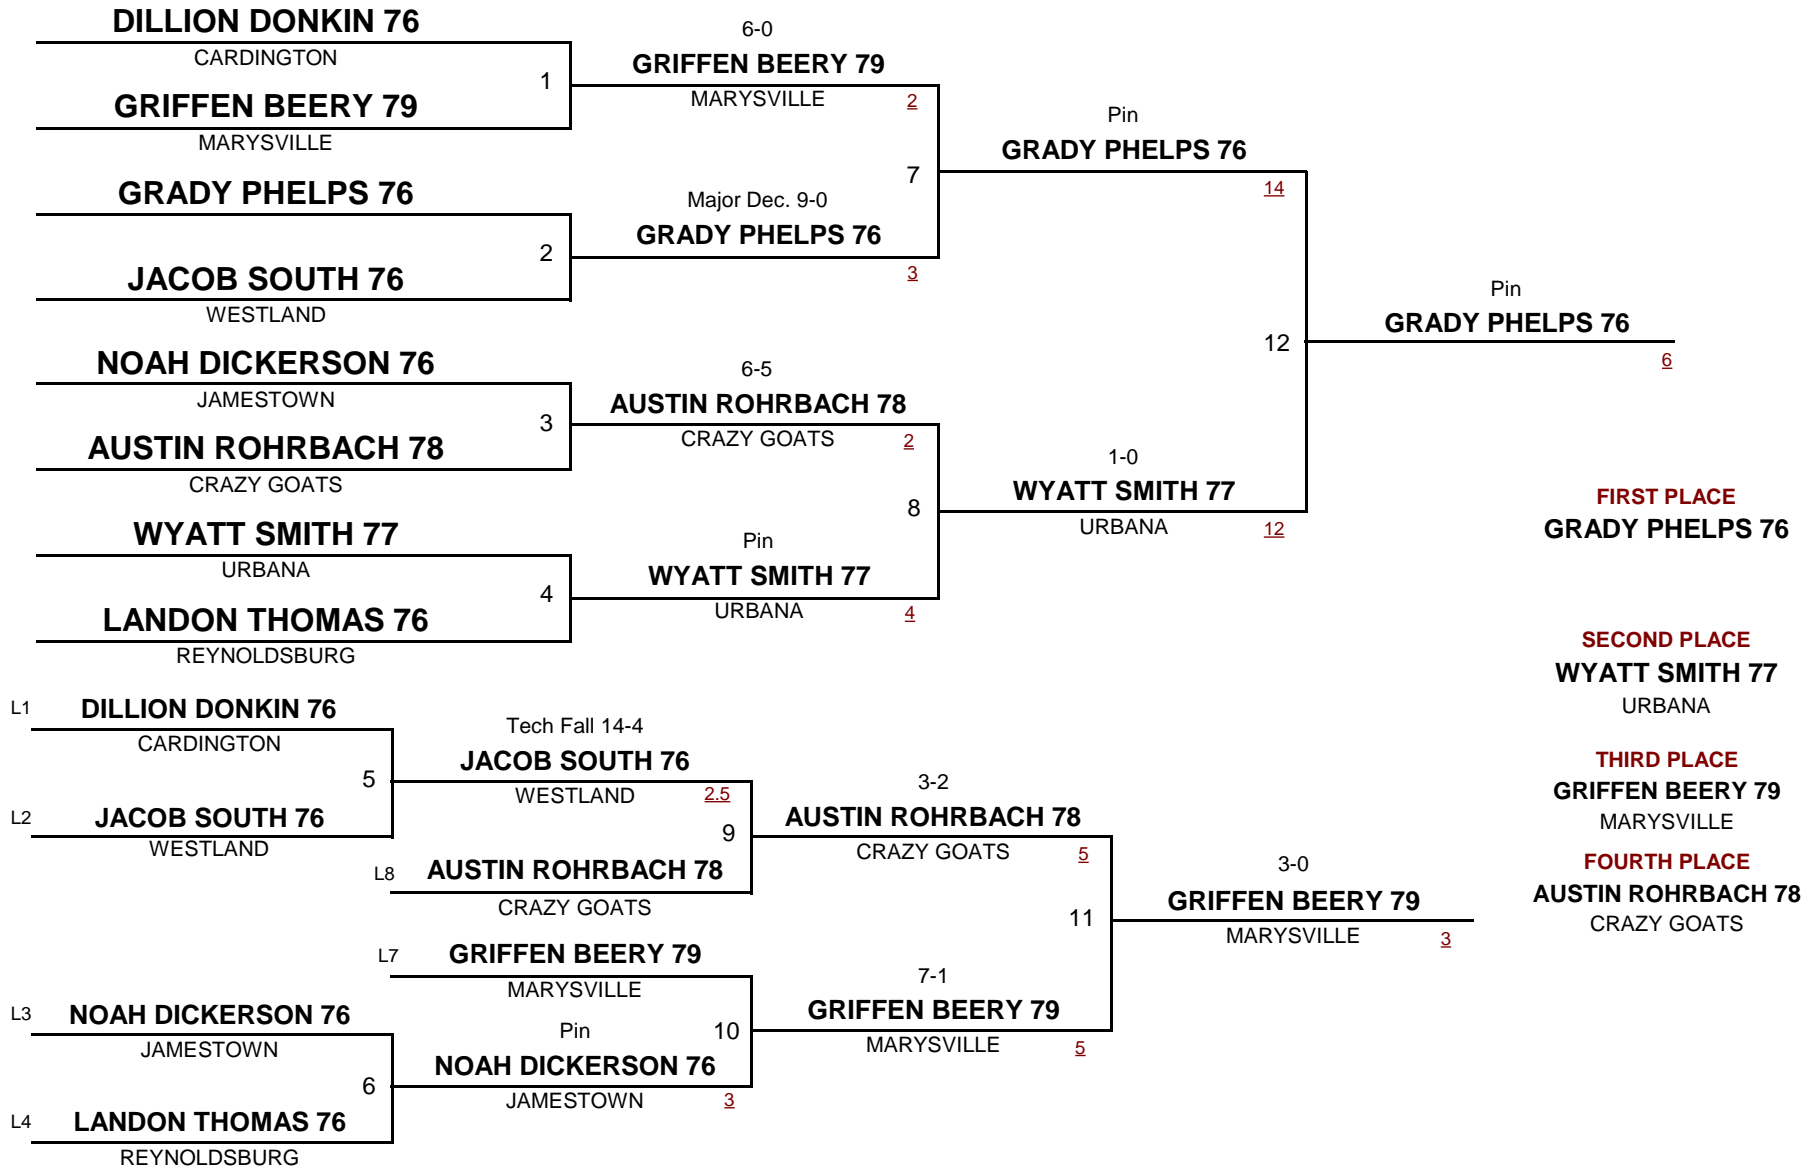 DILLION DONKIN 76
CARDINGTON
1
GRIFFEN BEERY 79
MARYSVILLE
GRADY PHELPS 76
2
JACOB SOUTH 76
WESTLAND
NOAH DICKERSON 76
JAMESTOWN
3
AUSTIN ROHRBACH 78
CRAZY GOATS
WYATT SMITH 77
URBANA
4
LANDON THOMAS 76
REYNOLDSBURG
6-0
GRIFFEN BEERY 79
MARYSVILLE
2
7
Major Dec. 9-0
GRADY PHELPS 76
3
6-5
AUSTIN ROHRBACH 78
CRAZY GOATS
2
8
Pin
WYATT SMITH 77
URBANA
4
Pin
GRADY PHELPS 76
14
12
1-0
WYATT SMITH 77
URBANA
12
Pin
GRADY PHELPS 76
6
L1
DILLION DONKIN 76
CARDINGTON
5
L2
JACOB SOUTH 76
WESTLAND
Tech Fall 14-4
JACOB SOUTH 76
WESTLAND
2.5
9
L8
AUSTIN ROHRBACH 78
CRAZY GOATS
L7
GRIFFEN BEERY 79
MARYSVILLE
10
L3
NOAH DICKERSON 76
JAMESTOWN
6
L4
LANDON THOMAS 76
REYNOLDSBURG
Pin
NOAH DICKERSON 76
JAMESTOWN
3
3-2
AUSTIN ROHRBACH 78
CRAZY GOATS
5
11
7-1
GRIFFEN BEERY 79
MARYSVILLE
5
3-0
GRIFFEN BEERY 79
MARYSVILLE
3
FIRST PLACE
GRADY PHELPS 76
SECOND PLACE
WYATT SMITH 77
URBANA
THIRD PLACE
GRIFFEN BEERY 79
MARYSVILLE
FOURTH PLACE
AUSTIN ROHRBACH 78
CRAZY GOATS